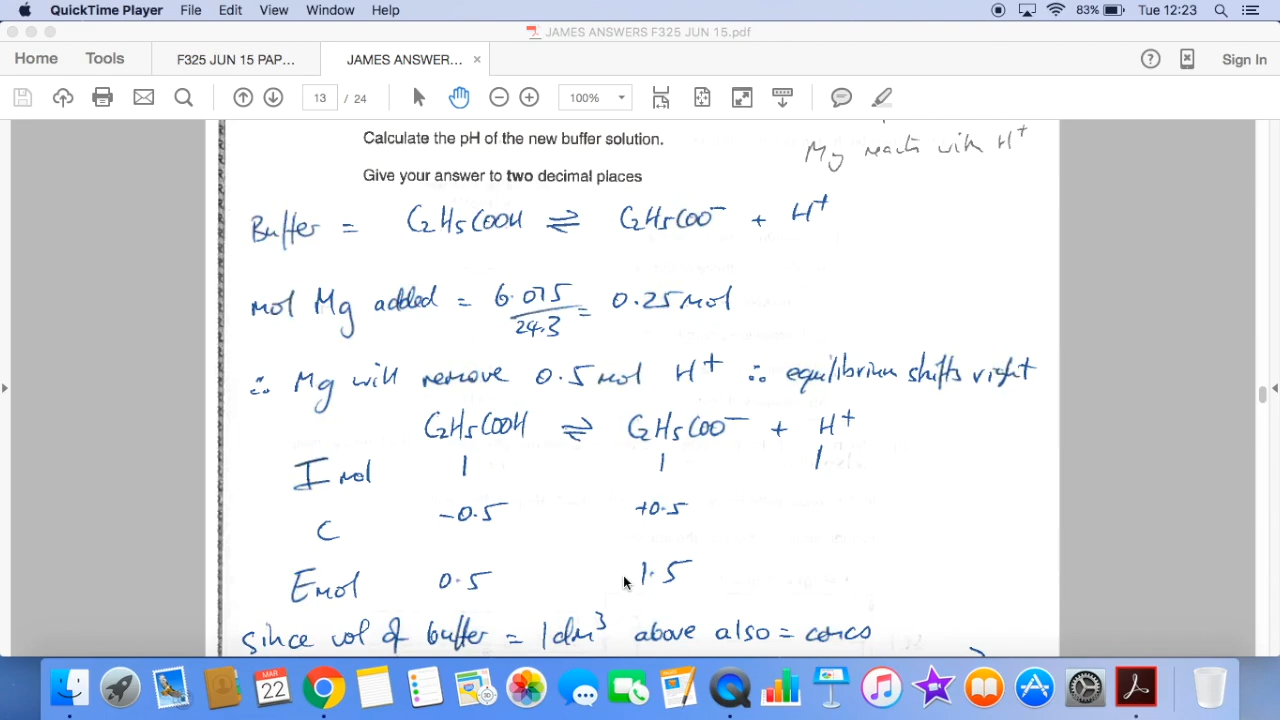 QuickTime Player File Edit View Window Help 83% Tue 12:23
JAMES ANSWERS F325 JUN 15.pdf
Home Tools F325 JUN 15 PAP... JAMES ANSWER... × Sign In
13 / 24 100%
Calculate the pH of the new buffer solution.
Mg reacts with H⁺
Give your answer to two decimal places
Buffer = C₂H₅COOH ⇌ C₂H₅COO⁻ + H⁺
mol Mg added = 6.075/24.3 = 0.25 mol
∴ Mg will remove 0.5 mol H⁺ ∴ equilibrium shifts right
C₂H₅COOH ⇌ C₂H₅COO⁻ + H⁺
I mol 1 1 1
C -0.5 +0.5
E mol 0.5 1.5
since vol of buffer = 1dm³ above also = concs
MAR
22